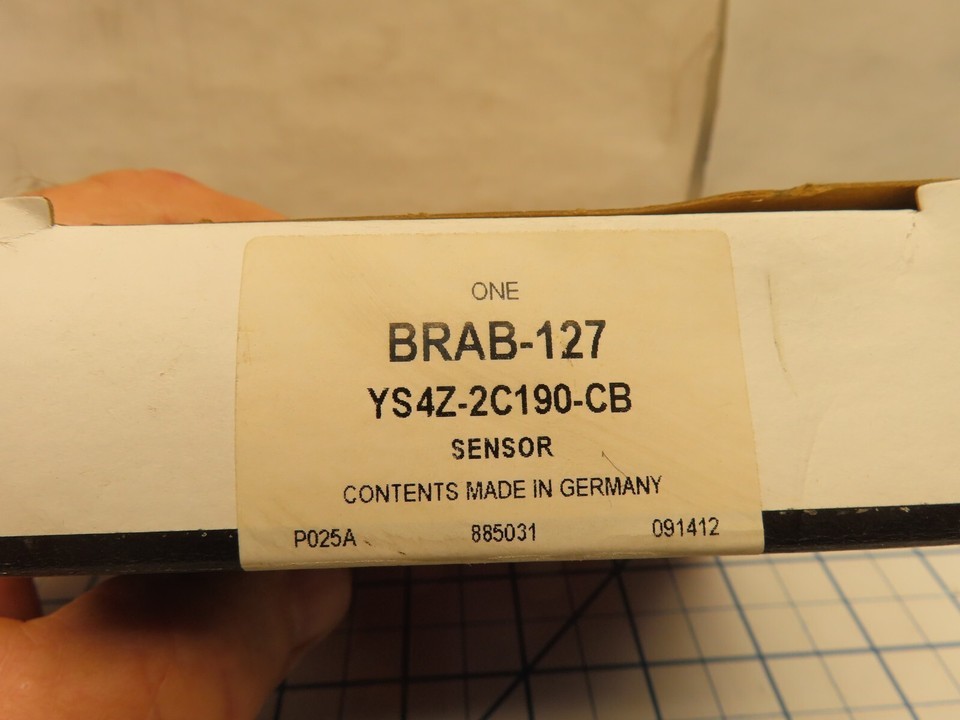 ONE
BRAB-127
YS4Z-2C190-CB
SENSOR
CONTENTS MADE IN GERMANY
P025A 885031 091412